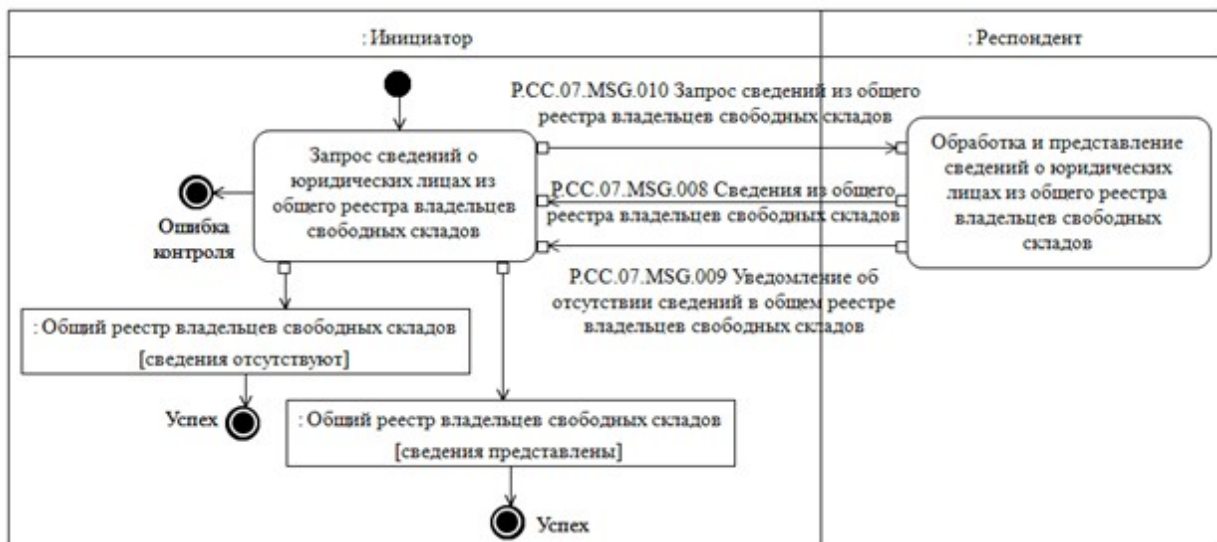 : Инициатор
: Респондент
P.CC.07.MSG.010 Запрос сведений из общего
реестра владельцев свободных складов
Запрос сведений о
юридических лицах из
общего реестра владельцев
свободных складов
Обработка и представление
сведений о юридических
лицах из общего реестра
владельцев свободных
складов
P.CC.07.MSG.008 Сведения из общего
реестра владельцев свободных складов
Ошибка
контроля
P.CC.07.MSG.009 Уведомление об
отсутствии сведений в общем реестре
владельцев свободных складов
: Общий реестр владельцев свободных складов
[сведения отсутствуют]
Успех
: Общий реестр владельцев свободных складов
[сведения представлены]
Успех